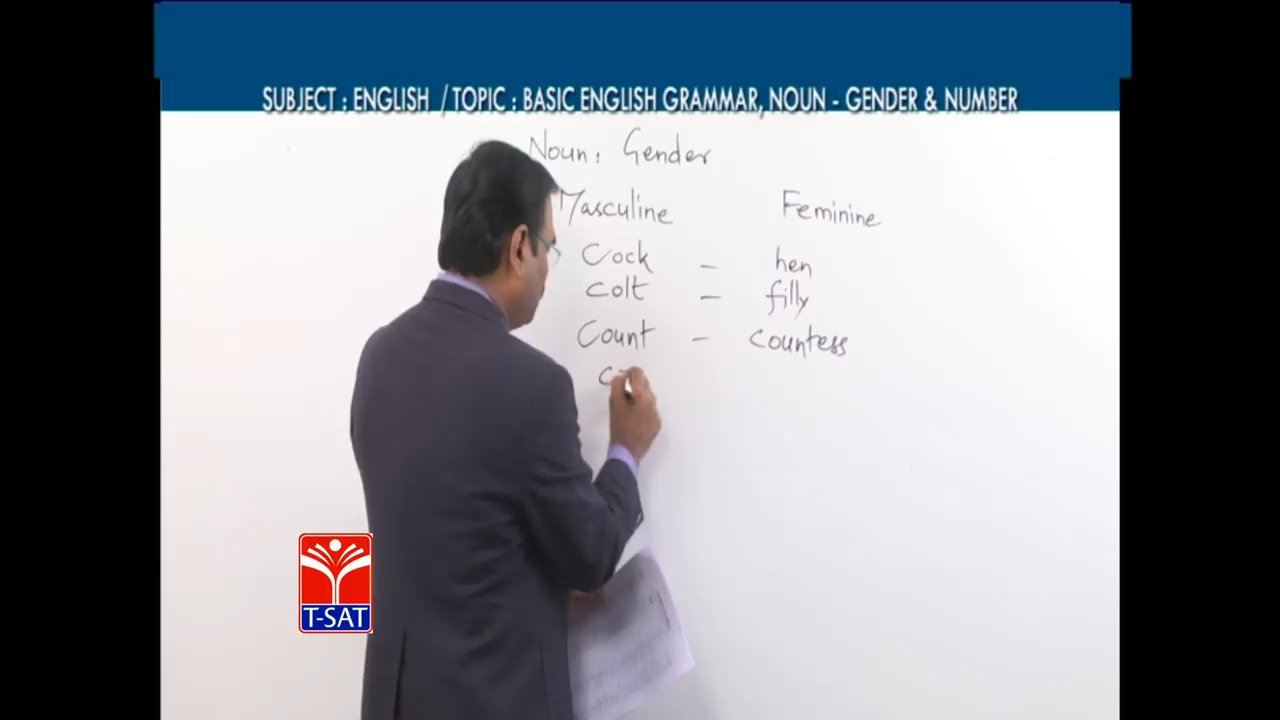 SUBJECT : ENGLISH / TOPIC : BASIC ENGLISH GRAMMAR, NOUN - GENDER & NUMBER
Noun: Gender
Masculine Feminine
Cock – hen
Colt – filly
Count – countess
T-SAT